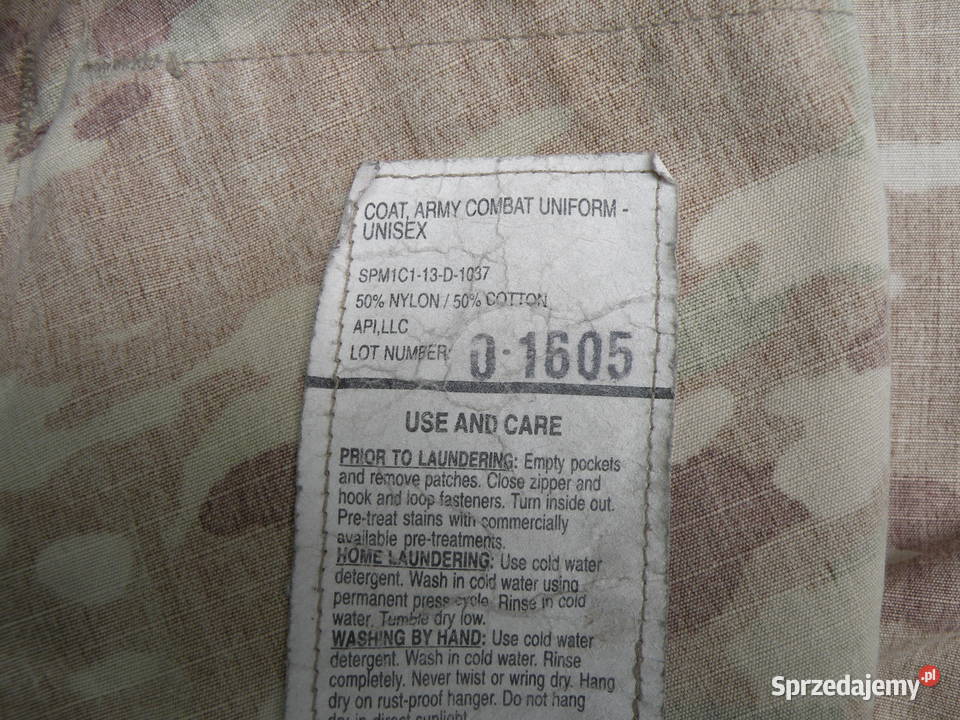 COAT, ARMY COMBAT UNIFORM -
UNISEX
SPM1C1-13-D-1037
50% NYLON / 50% COTTON
API,LLC
LOT NUMBER: 0-1605
USE AND CARE
PRIOR TO LAUNDERING: Empty pockets
and remove patches. Close zipper and
hook and loop fasteners. Turn inside out.
Pre-treat stains with commercially
available pre-treatments.
HOME LAUNDERING: Use cold water
detergent. Wash in cold water using
permanent press cycle. Rinse in cold
water. Tumble dry low.
WASHING BY HAND: Use cold water
detergent. Wash in cold water. Rinse
completely. Never twist or wring dry. Hang
dry on rust-proof hanger. Do not hang
dry in direct sunlight.
Sprzedajemy.pl